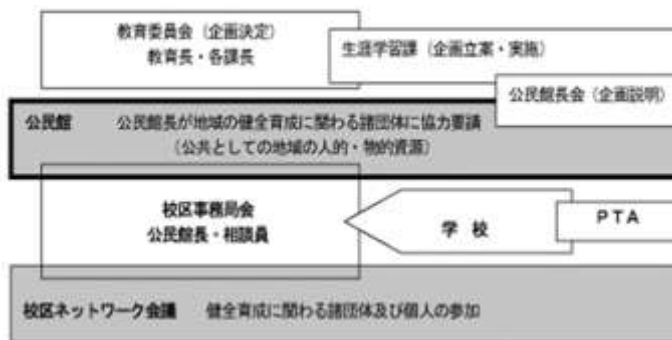 教育委員会（企画決定）
教育長・各課長
生涯学習課（企画立案・実施）
公民館長会（企画説明）
公民館　公民館長が地域の健全育成に関わる諸団体に協力要請
（公共としての地域の人的・物的資源）
校区事務局会
公民館長・相談員
学 校
ＰＴＡ
校区ネットワーク会議　健全育成に関わる諸団体及び個人の参加